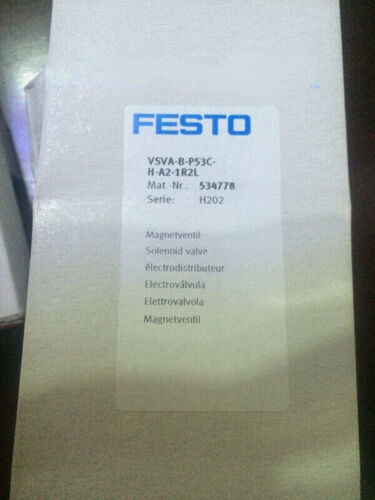 FESTO
VSVA-B-P53C-
H-A2-1R2L
Mat.-Nr.: 534778
Serie: H202
Magnetventil
Solenoid valve
électrodistributeur
Electroválvula
Elettrovalvola
Magnetventil